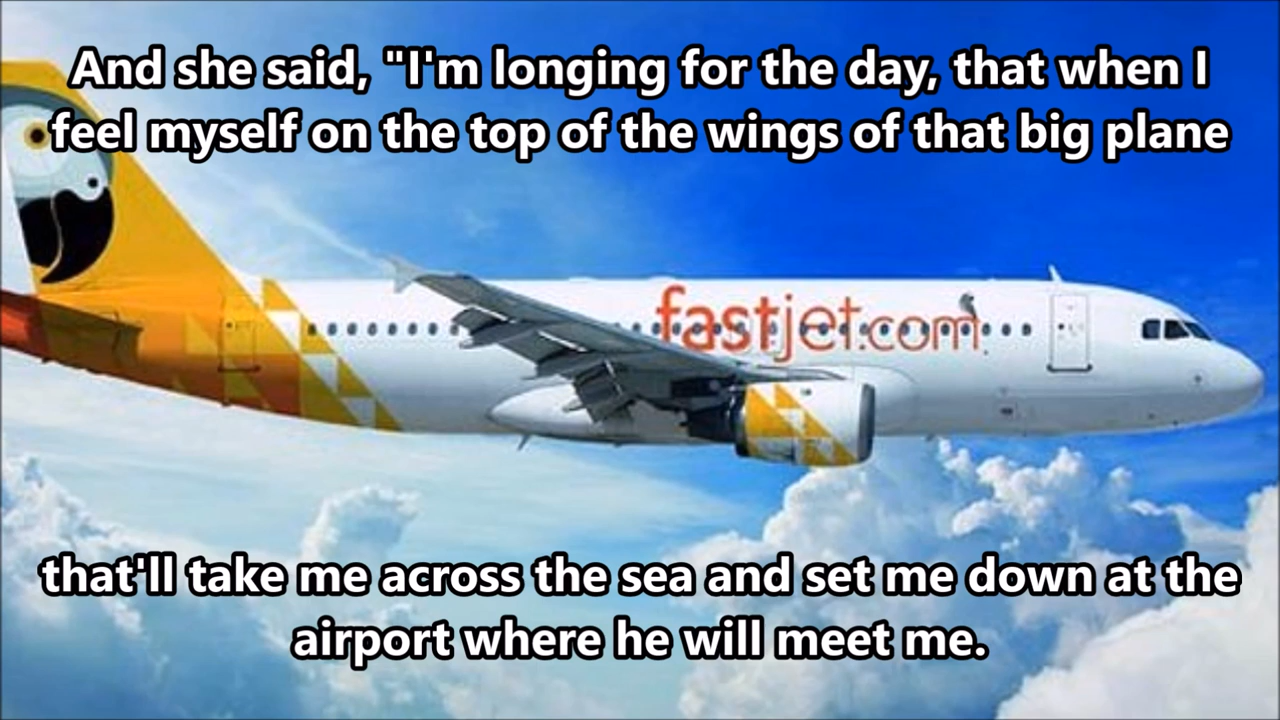 And she said, "I'm longing for the day, that when I
feel myself on the top of the wings of that big plane
fastjet.com
that'll take me across the sea and set me down at the
airport where he will meet me.